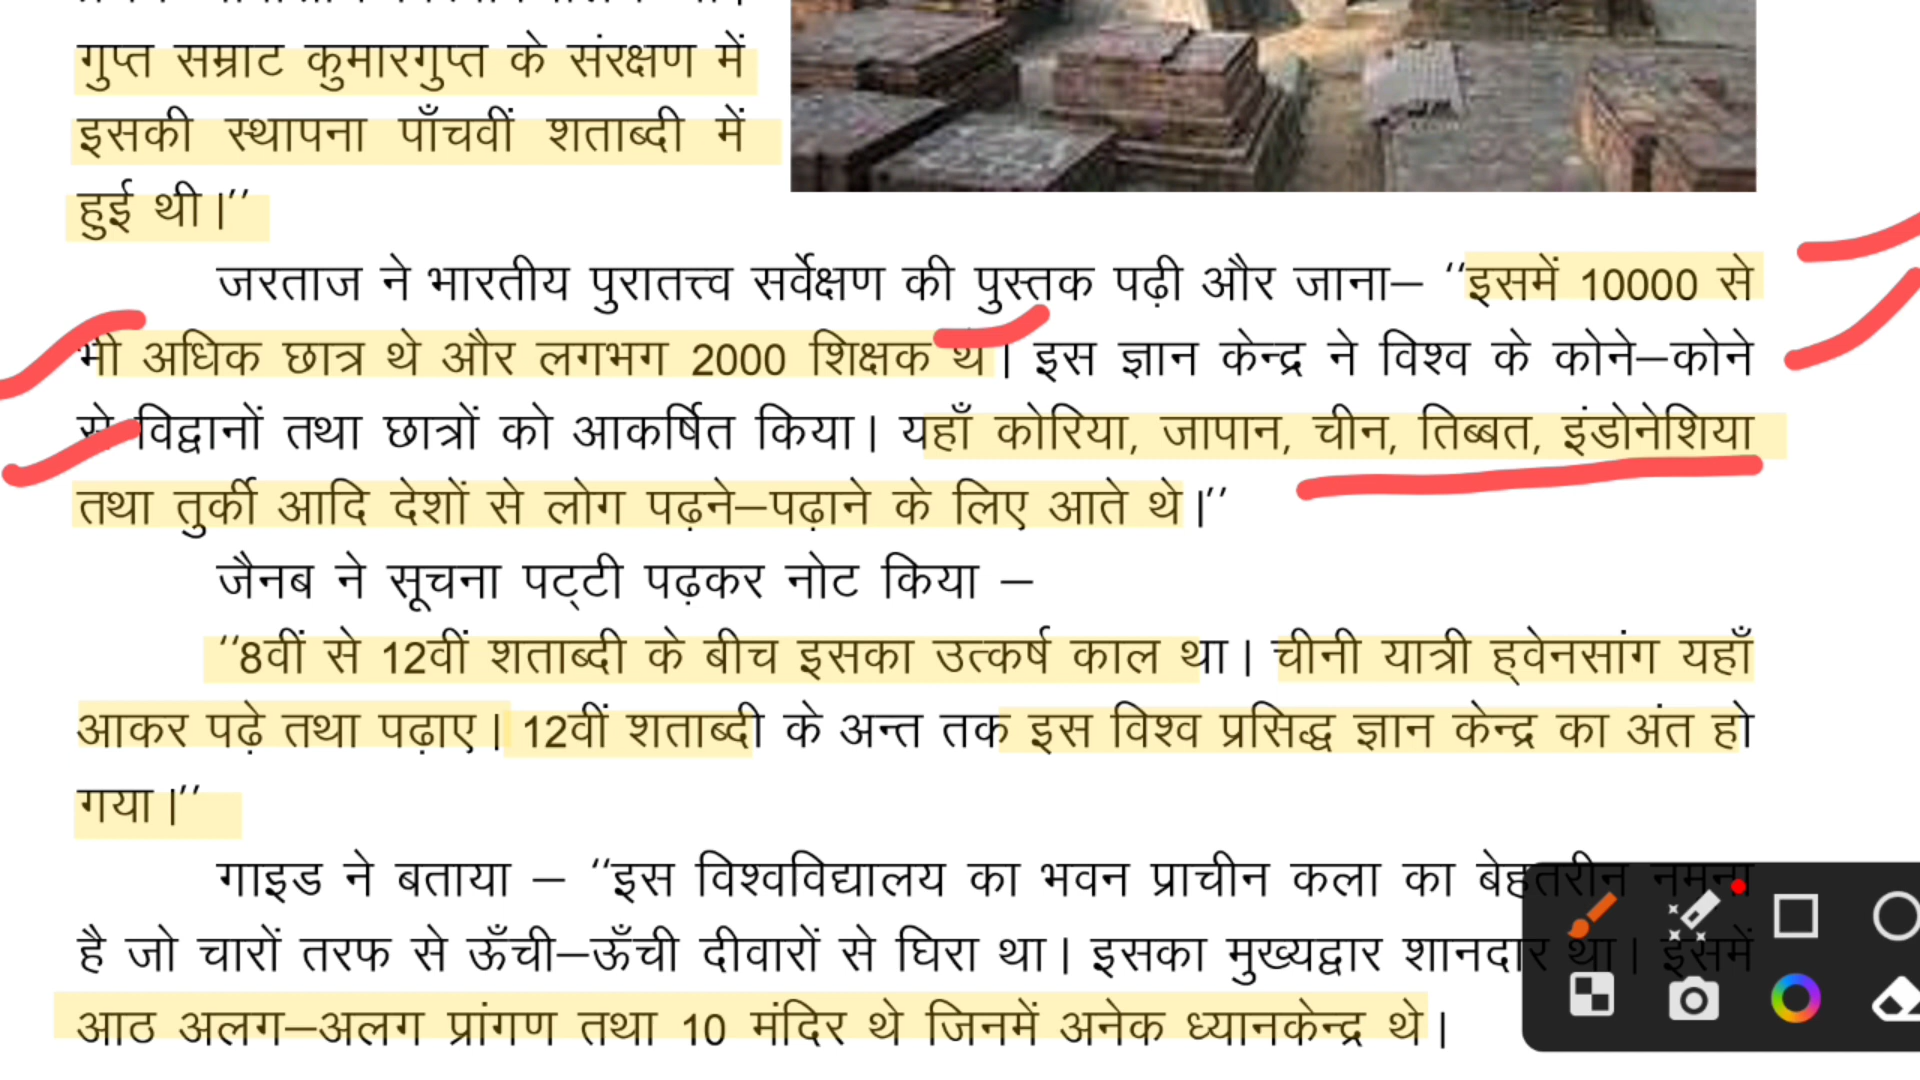 गुप्त सम्राट कुमारगुप्त के संरक्षण में
इसकी स्थापना पाँचवीं शताब्दी में
हुई थी।’’
जरताज ने भारतीय पुरातत्त्व सर्वेक्षण की पुस्तक पढ़ी और जाना– ‘‘इसमें 10000 से
भी अधिक छात्र थे और लगभग 2000 शिक्षक थे। इस ज्ञान केन्द्र ने विश्व के कोने–कोने
से विद्वानों तथा छात्रों को आकर्षित किया। यहाँ कोरिया, जापान, चीन, तिब्बत, इंडोनेशिया
तथा तुर्की आदि देशों से लोग पढ़ने–पढ़ाने के लिए आते थे।’’
जैनब ने सूचना पट्टी पढ़कर नोट किया –
‘‘8वीं से 12वीं शताब्दी के बीच इसका उत्कर्ष काल था। चीनी यात्री ह्वेनसांग यहाँ
आकर पढ़े तथा पढ़ाए। 12वीं शताब्दी के अन्त तक इस विश्व प्रसिद्ध ज्ञान केन्द्र का अंत हो
गया।’’
गाइड ने बताया – ‘‘इस विश्वविद्यालय का भवन प्राचीन कला का बेहतरीन नमूना
है जो चारों तरफ से ऊँची–ऊँची दीवारों से घिरा था। इसका मुख्यद्वार शानदार था। इसमें
आठ अलग–अलग प्रांगण तथा 10 मंदिर थे जिनमें अनेक ध्यानकेन्द्र थे।